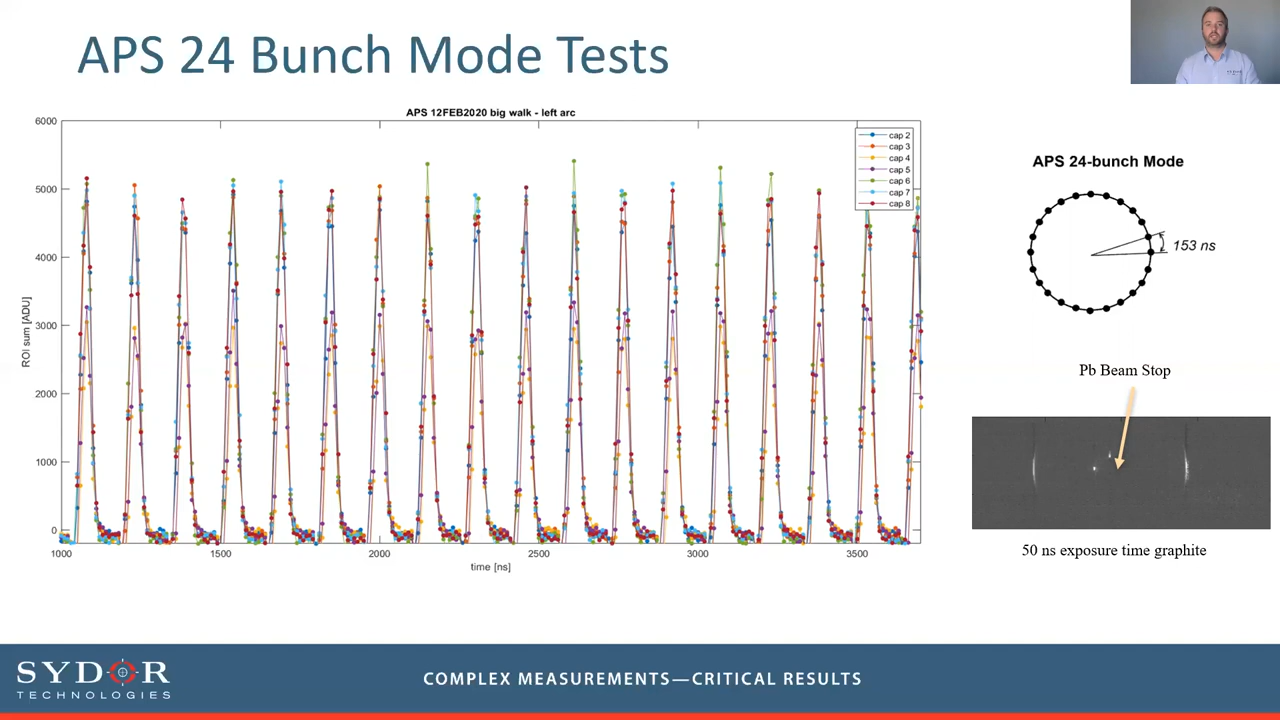 APS 24 Bunch Mode Tests
APS 12FEB2020 big walk - left arc
6000
5000
4000
3000
2000
1000
0
ROI sum [ADU]
1000
1500
2000
2500
3000
3500
time [ns]
cap 2
cap 3
cap 4
cap 5
cap 6
cap 7
cap 8
APS 24-bunch Mode
153 ns
Pb Beam Stop
50 ns exposure time graphite
SYDOR
TECHNOLOGIES
COMPLEX MEASUREMENTS—CRITICAL RESULTS